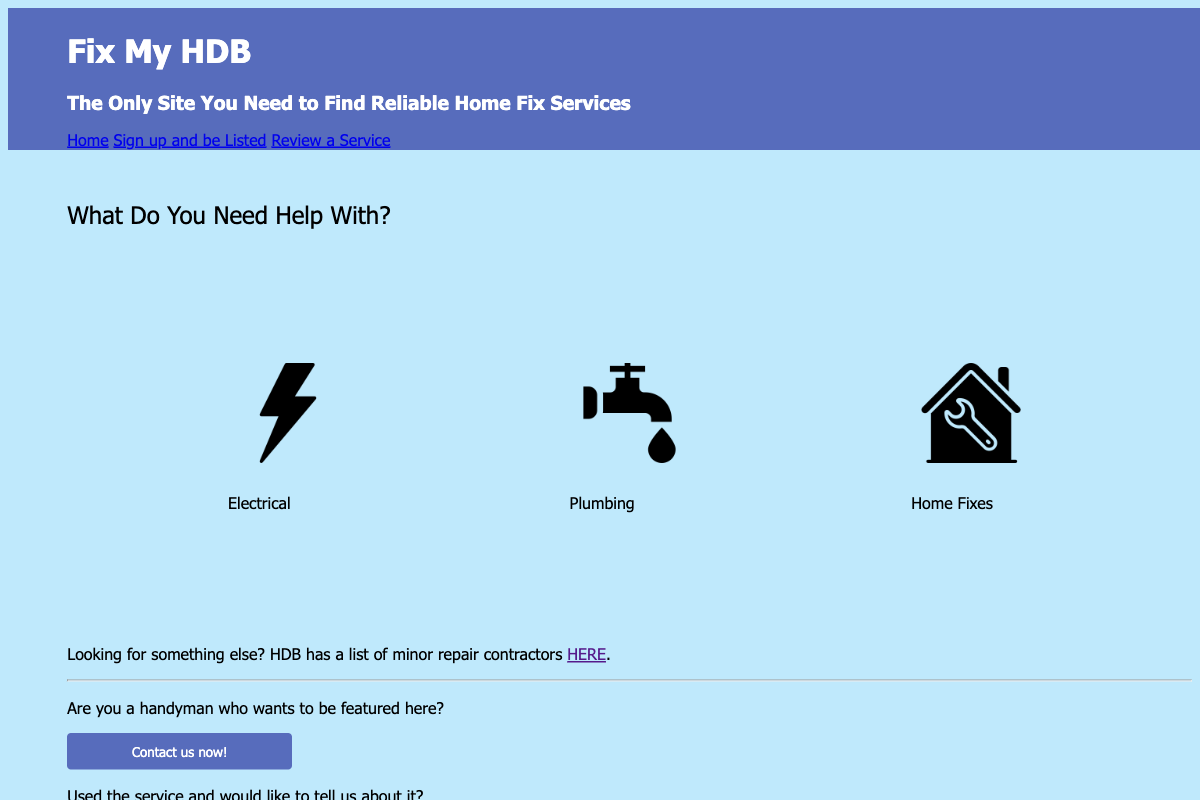 Fix My HDB
The Only Site You Need to Find Reliable Home Fix Services
Home Sign up and be Listed Review a Service
What Do You Need Help With?
Electrical
Plumbing
Home Fixes
Looking for something else? HDB has a list of minor repair contractors HERE.
Are you a handyman who wants to be featured here?
Contact us now!
Used the service and would like to tell us about it?